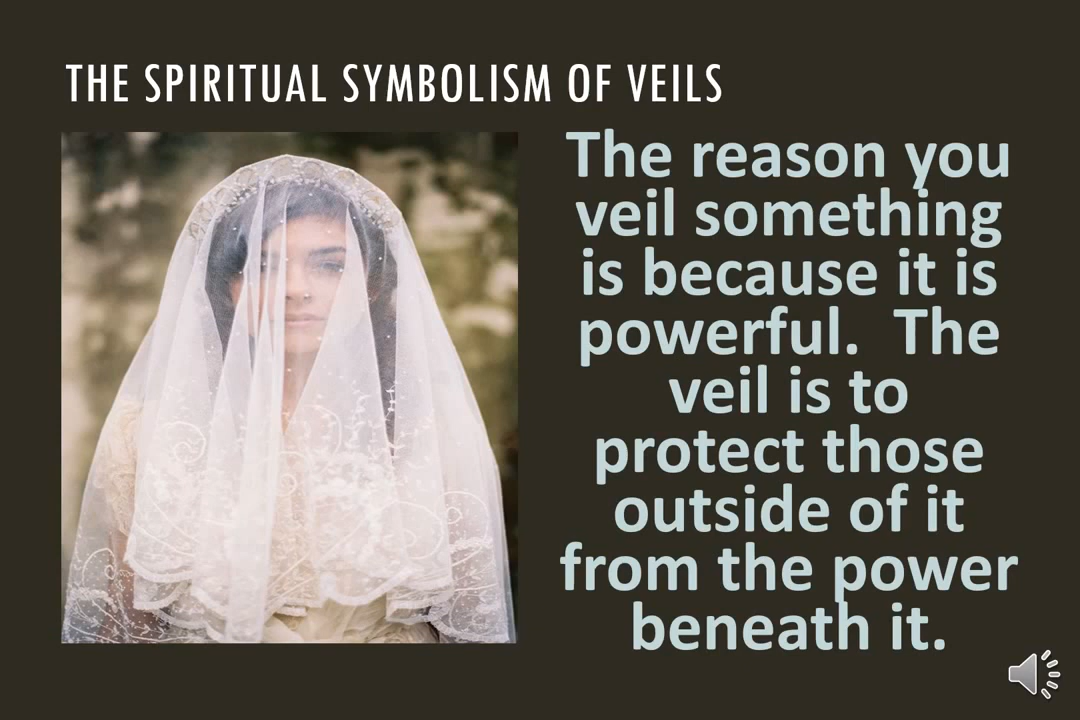 THE SPIRITUAL SYMBOLISM OF VEILS
The reason you
veil something
is because it is
powerful.  The
veil is to
protect those
outside of it
from the power
beneath it.